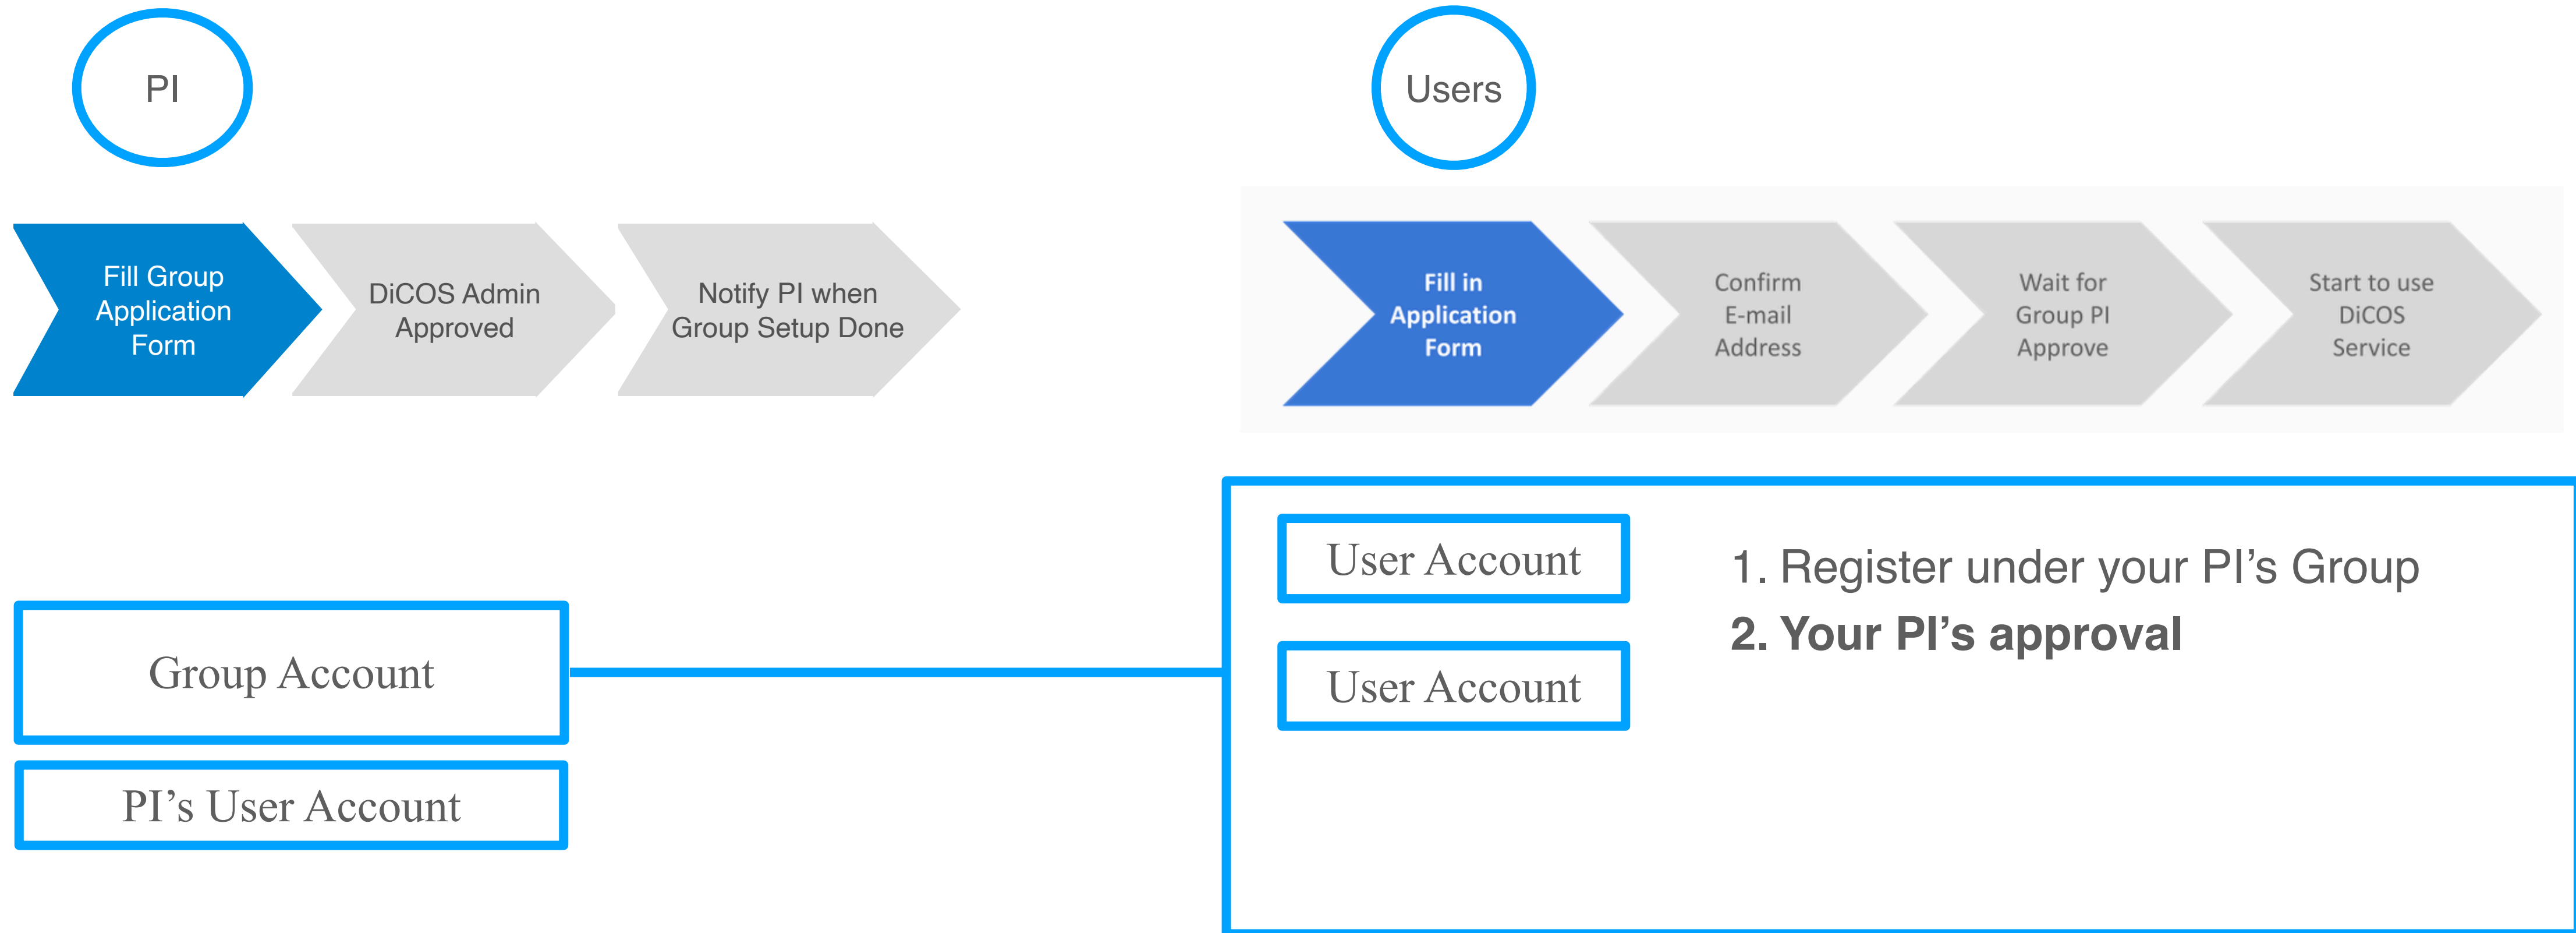 PI
Users
Fill Group
Application
Form
DiCOS Admin
Approved
Notify PI when
Group Setup Done
Fill in
Application
Form
Confirm
E-mail
Address
Wait for
Group PI
Approve
Start to use
DiCOS
Service
Group Account
PI’s User Account
User Account
User Account
1. Register under your PI’s Group
2. Your PI’s approval